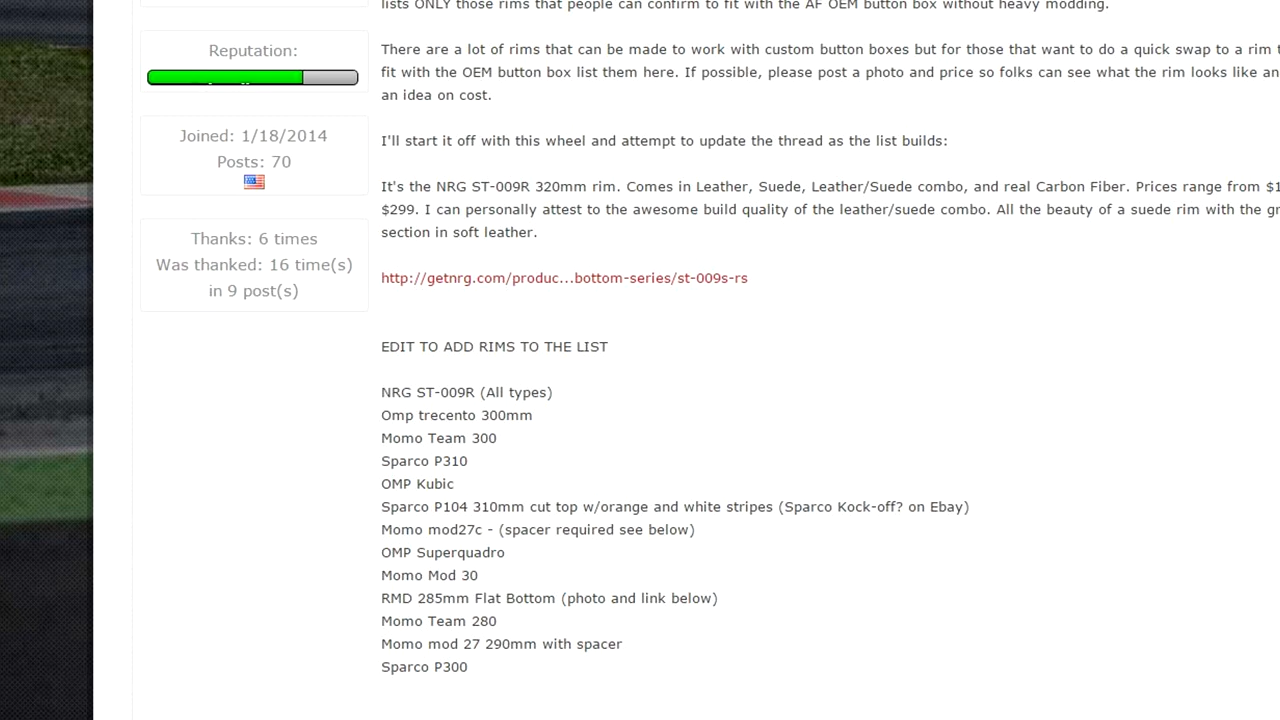 lists ONLY those rims that people can confirm to fit with the AF OEM button box without heavy modding.
Reputation:
There are a lot of rims that can be made to work with custom button boxes but for those that want to do a quick swap to a rim
fit with the OEM button box list them here. If possible, please post a photo and price so folks can see what the rim looks like an
an idea on cost.
Joined: 1/18/2014
Posts: 70
I'll start it off with this wheel and attempt to update the thread as the list builds:
It's the NRG ST-009R 320mm rim. Comes in Leather, Suede, Leather/Suede combo, and real Carbon Fiber. Prices range from $1
$299. I can personally attest to the awesome build quality of the leather/suede combo. All the beauty of a suede rim with the gr
section in soft leather.
Thanks: 6 times
Was thanked: 16 time(s)
in 9 post(s)
http://getnrg.com/produc...bottom-series/st-009s-rs
EDIT TO ADD RIMS TO THE LIST
NRG ST-009R (All types)
Omp trecento 300mm
Momo Team 300
Sparco P310
OMP Kubic
Sparco P104 310mm cut top w/orange and white stripes (Sparco Kock-off? on Ebay)
Momo mod27c - (spacer required see below)
OMP Superquadro
Momo Mod 30
RMD 285mm Flat Bottom (photo and link below)
Momo Team 280
Momo mod 27 290mm with spacer
Sparco P300